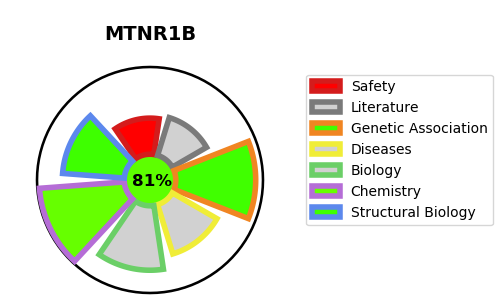 MTNR1B
81%
Safety
Literature
Genetic Association
Diseases
Biology
Chemistry
Structural Biology